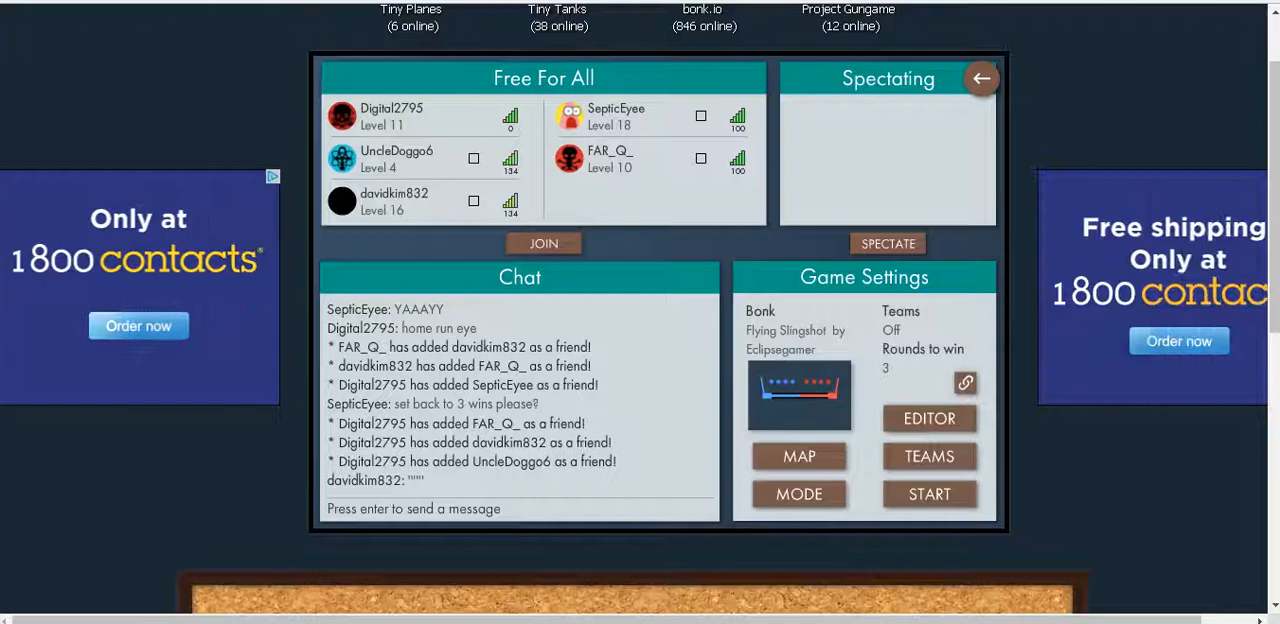 Tiny Planes
(6 online)
Tiny Tanks
(38 online)
bonk.io
(846 online)
Project Gungame
(12 online)
Free For All
Spectating
Digital2795
Level 11
0
SepticEyee
Level 18
100
UncleDoggo6
Level 4
134
FAR_Q_
Level 10
100
davidkim832
Level 16
134
JOIN
SPECTATE
Only at
1800 contacts
Order now
Free shipping
Only at
1800 contac
Order now
Chat
SepticEyee: YAAAYY
Digital2795: home run eye
* FAR_Q_ has added davidkim832 as a friend!
* davidkim832 has added FAR_Q_ as a friend!
* Digital2795 has added SepticEyee as a friend!
SepticEyee: set back to 3 wins please?
* Digital2795 has added FAR_Q_ as a friend!
* Digital2795 has added davidkim832 as a friend!
* Digital2795 has added UncleDoggo6 as a friend!
davidkim832: """
Press enter to send a message
Game Settings
Bonk
Flying Slingshot by
Eclipsegamer
Teams
Off
Rounds to win
3
EDITOR
MAP
TEAMS
MODE
START